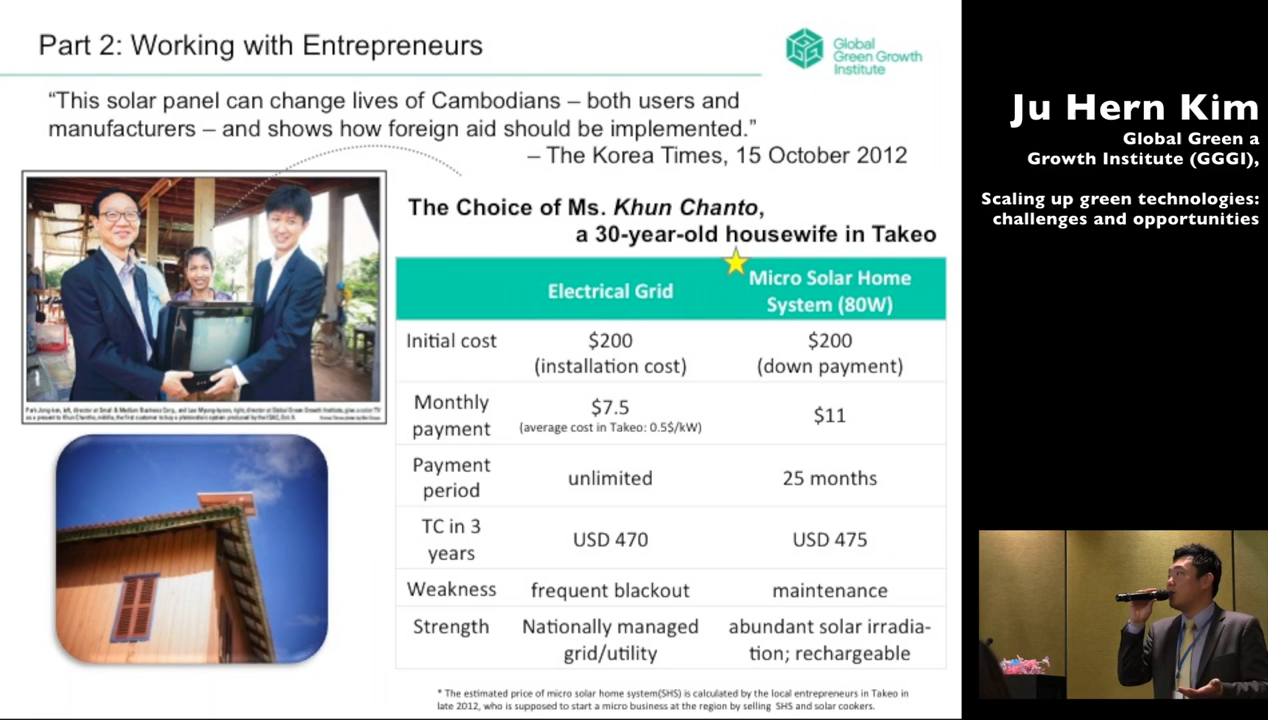 Part 2: Working with Entrepreneurs
Global
Green Growth
Institute
“This solar panel can change lives of Cambodians – both users and
manufacturers – and shows how foreign aid should be implemented.”
– The Korea Times, 15 October 2012
The Choice of Ms. Khun Chanto,
a 30-year-old housewife in Takeo
Electrical Grid
Micro Solar Home
System (80W)
Initial cost
$200
(installation cost)
$200
(down payment)
Monthly
payment
$7.5
(average cost in Takeo: 0.5$/kW)
$11
Payment
period
unlimited
25 months
TC in 3
years
USD 470
USD 475
Weakness
frequent blackout
maintenance
Strength
Nationally managed
grid/utility
abundant solar irradia-
tion; rechargeable
* The estimated price of micro solar home system(SHS) is calculated by the local entrepreneurs in Takeo in
late 2012, who is supposed to start a micro business at the region by selling SHS and solar cookers.
Ju Hern Kim
Global Green a
Growth Institute (GGGI),
Scaling up green technologies:
challenges and opportunities